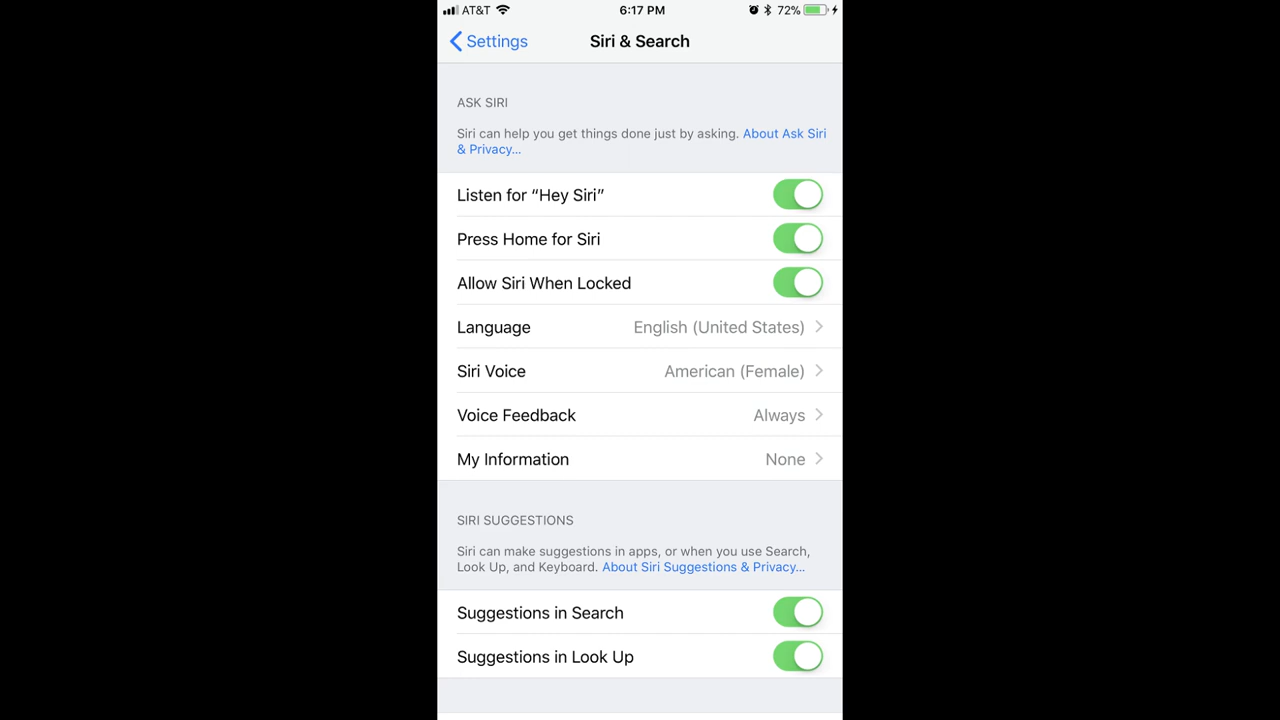 AT&T 6:17 PM 72%
Settings Siri & Search
ASK SIRI
Siri can help you get things done just by asking. About Ask Siri
& Privacy...
Listen for “Hey Siri”
Press Home for Siri
Allow Siri When Locked
Language English (United States)
Siri Voice American (Female)
Voice Feedback Always
My Information None
SIRI SUGGESTIONS
Siri can make suggestions in apps, or when you use Search,
Look Up, and Keyboard. About Siri Suggestions & Privacy...
Suggestions in Search
Suggestions in Look Up